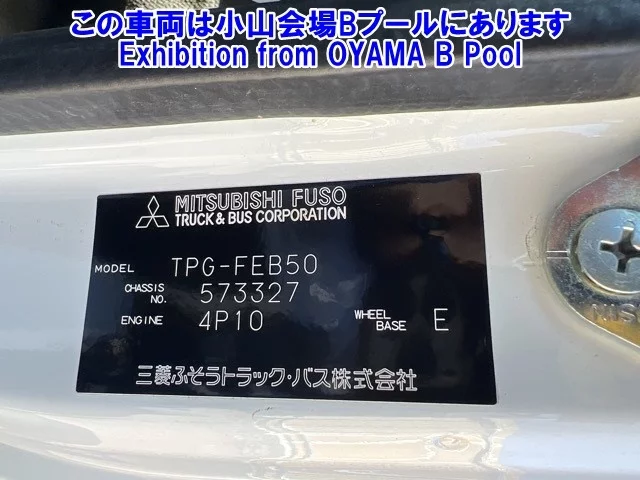 この車両は小山会場Bプールにあります
Exhibition from OYAMA B Pool
MITSUBISHI FUSO
TRUCK & BUS CORPORATION
MODEL TPG-FEB50
CHASSIS NO. 573327
ENGINE 4P10 WHEEL BASE E
三菱ふそうトラック・バス株式会社